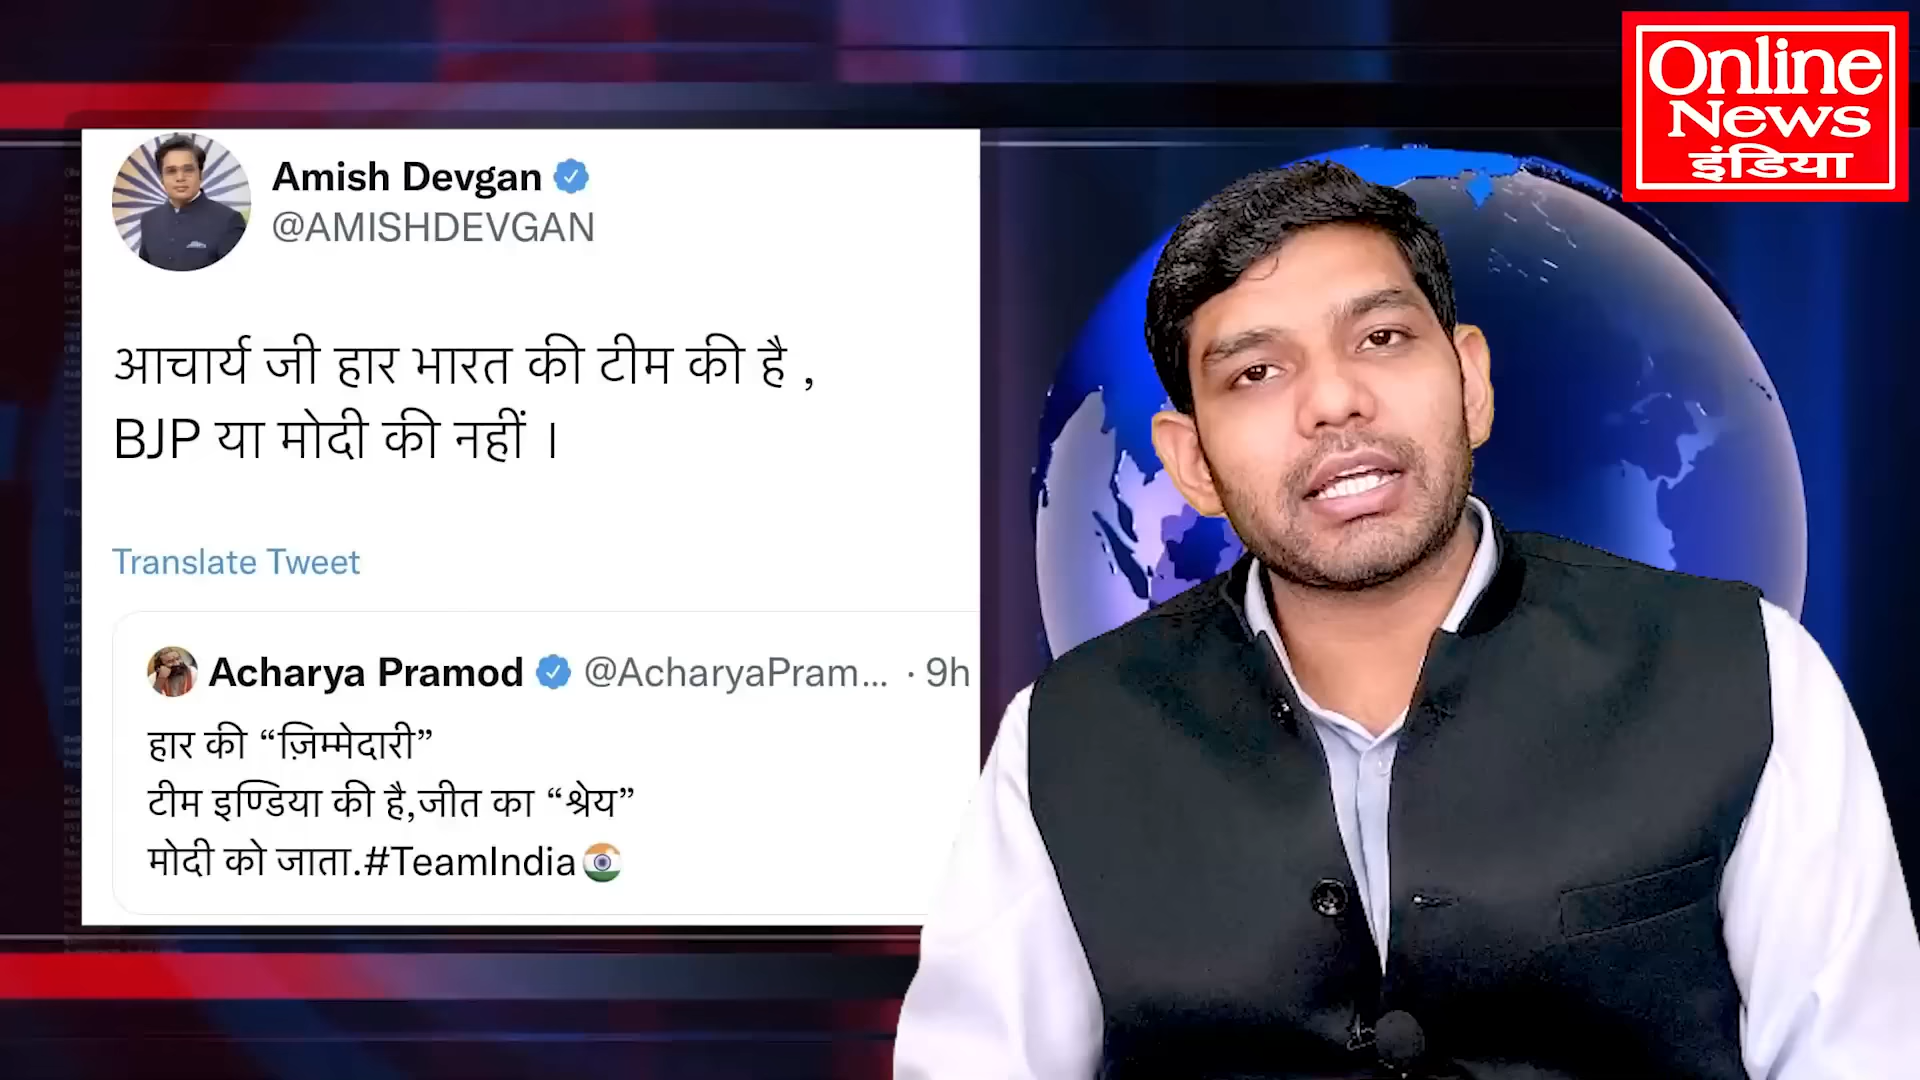 Online
News
इंडिया
Amish Devgan
@AMISHDEVGAN
आचार्य जी हार भारत की टीम की है ,
BJP या मोदी की नहीं ।
Translate Tweet
Acharya Pramod @AcharyaPram... · 9h
हार की “ज़िम्मेदारी”
टीम इण्डिया की है,जीत का “श्रेय”
मोदी को जाता.#TeamIndia